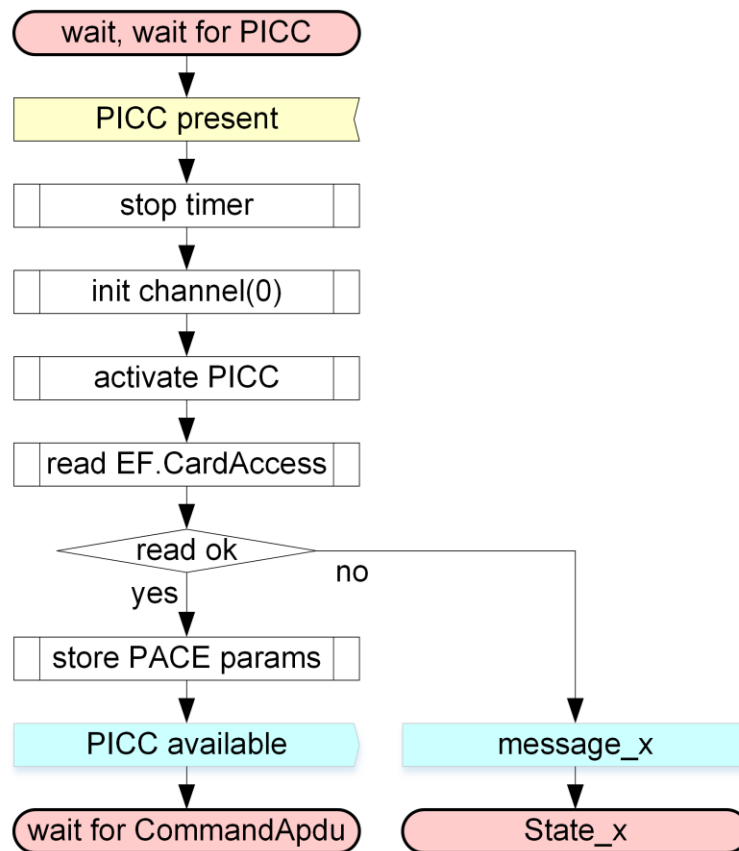 wait, wait for PICC
PICC present
stop timer
init channel(0)
activate PICC
read EF.CardAccess
read ok
no
yes
store PACE params
PICC available
message_x
wait for CommandApdu
State_x